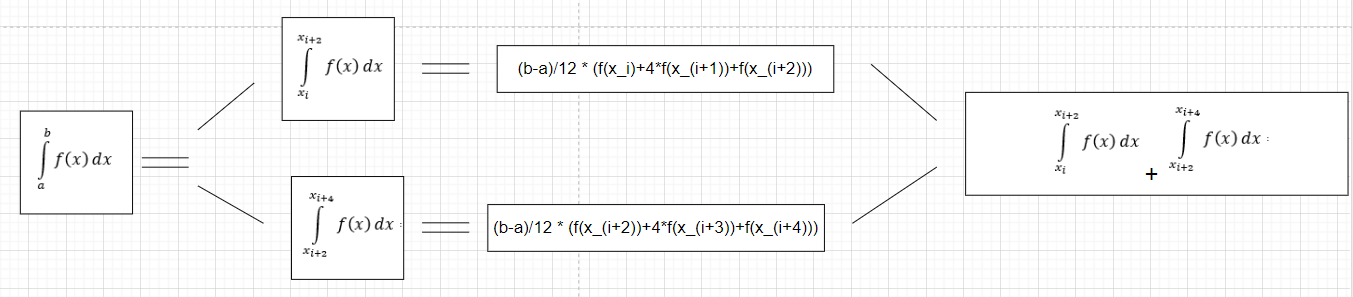 ∫_a^b f(x) dx
=
∫_{x_i}^{x_{i+2}} f(x) dx
=
(b-a)/12 * (f(x_i)+4*f(x_(i+1))+f(x_(i+2)))
∫_{x_{i+2}}^{x_{i+4}} f(x) dx :
=
(b-a)/12 * (f(x_(i+2))+4*f(x_(i+3))+f(x_(i+4)))
∫_{x_i}^{x_{i+2}} f(x) dx + ∫_{x_{i+2}}^{x_{i+4}} f(x) dx :